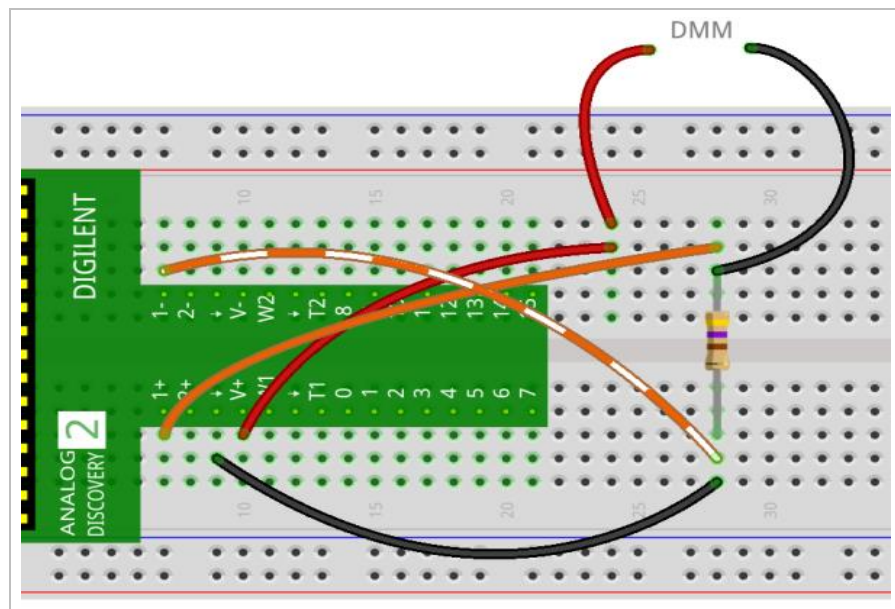 DMM
10
15
20
25
30
DIGILENT
1-
2-
↓
V-
W2
↓
T2
8
12
13
1+
2+
↓
V+
W1
↓
T1
0
1
2
3
4
5
6
7
ANALOG
DISCOVERY 2
10
15
20
25
30